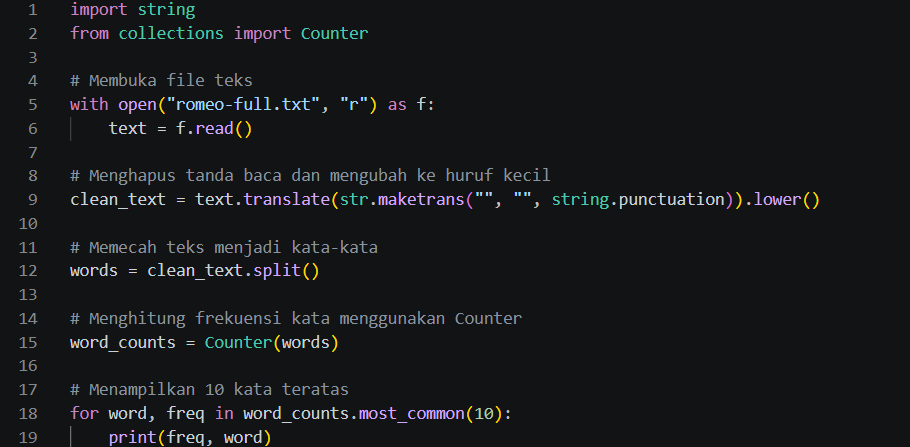 1 import string
2 from collections import Counter
3
4 # Membuka file teks
5 with open("romeo-full.txt", "r") as f:
6     text = f.read()
7
8 # Menghapus tanda baca dan mengubah ke huruf kecil
9 clean_text = text.translate(str.maketrans("", "", string.punctuation)).lower()
10
11 # Memecah teks menjadi kata-kata
12 words = clean_text.split()
13
14 # Menghitung frekuensi kata menggunakan Counter
15 word_counts = Counter(words)
16
17 # Menampilkan 10 kata teratas
18 for word, freq in word_counts.most_common(10):
19     print(freq, word)